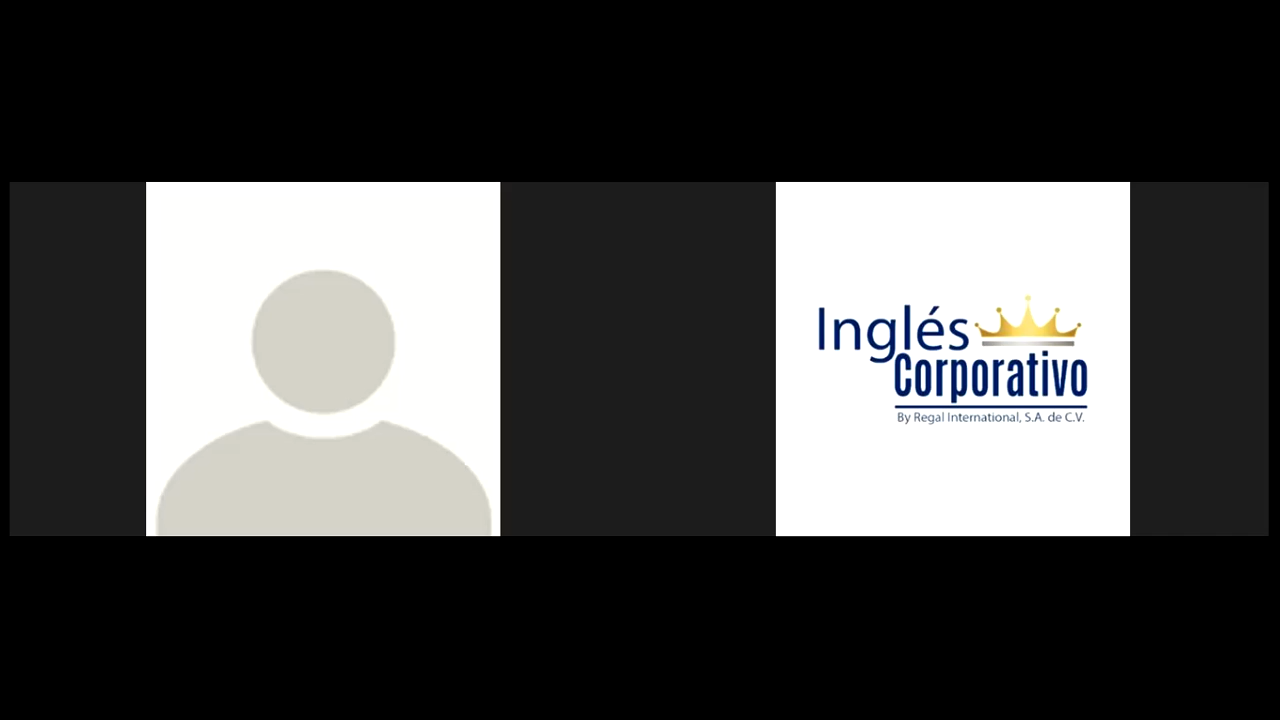 Inglés
Corporativo
By Regal International, S.A. de C.V.